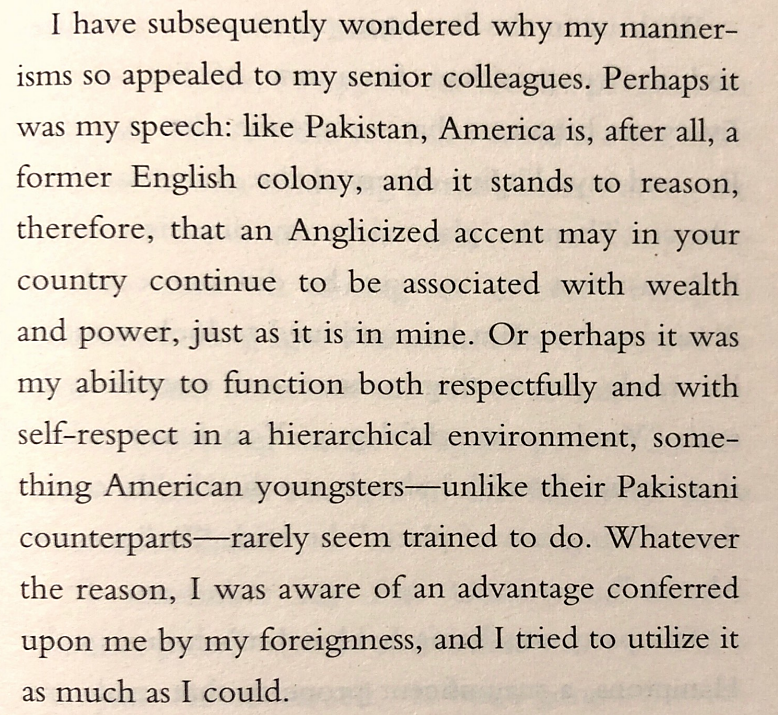 I have subsequently wondered why my manner-
isms so appealed to my senior colleagues. Perhaps it
was my speech: like Pakistan, America is, after all, a
former English colony, and it stands to reason,
therefore, that an Anglicized accent may in your
country continue to be associated with wealth
and power, just as it is in mine. Or perhaps it was
my ability to function both respectfully and with
self-respect in a hierarchical environment, some-
thing American youngsters—unlike their Pakistani
counterparts—rarely seem trained to do. Whatever
the reason, I was aware of an advantage conferred
upon me by my foreignness, and I tried to utilize it
as much as I could.